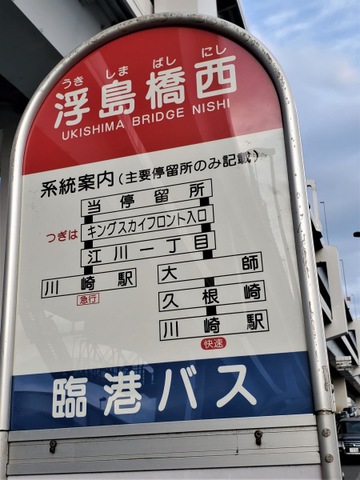 うき しま ばし にし
浮島橋西
UKISHIMA BRIDGE NISHI
系統案内(主要停留所のみ記載)
当停留所
つぎは キングスカイフロント入口
江川一丁目
川崎駅 大師
急行 久根崎
川崎駅
快速
臨港バス